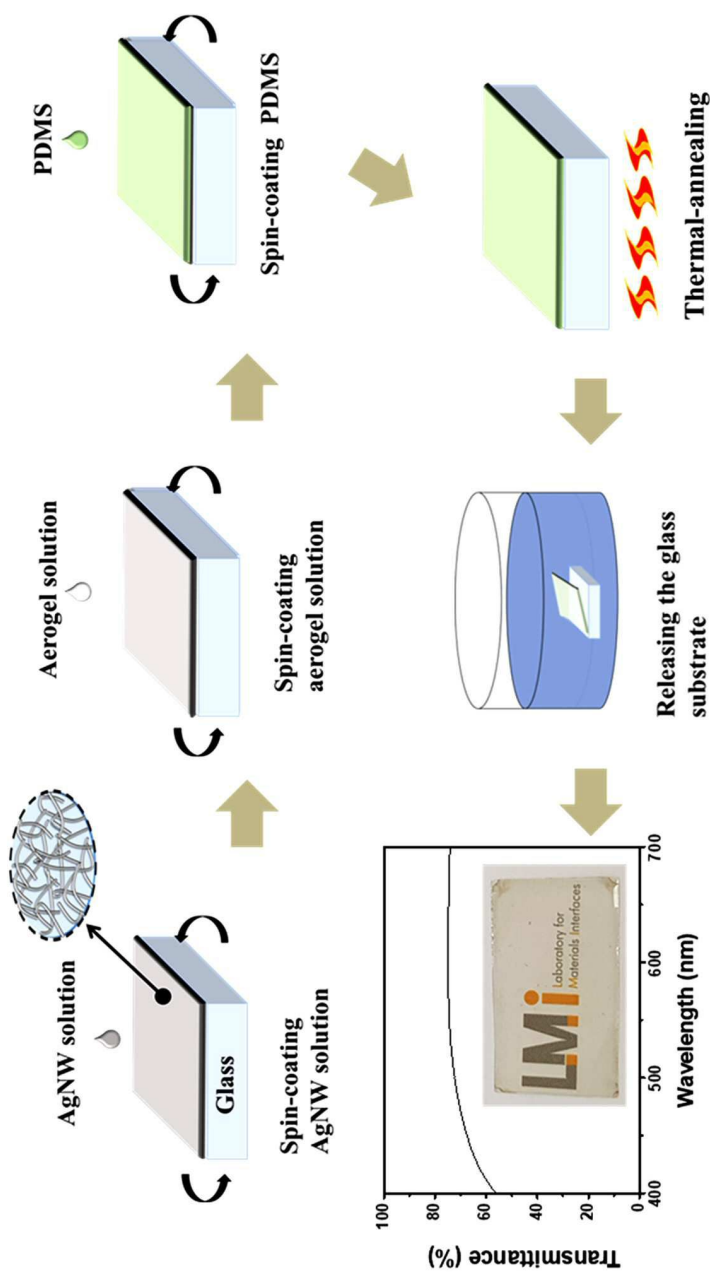 AgNW solution
Glass
Spin-coating
AgNW solution
Aerogel solution
Spin-coating
aerogel solution
PDMS
Spin-coating PDMS
Transmittance (%)
100
80
60
40
20
0
400
500
600
700
Wavelength (nm)
LMi
Laboratory for
Materials Interfaces
Releasing the glass
substrate
Thermal-annealing